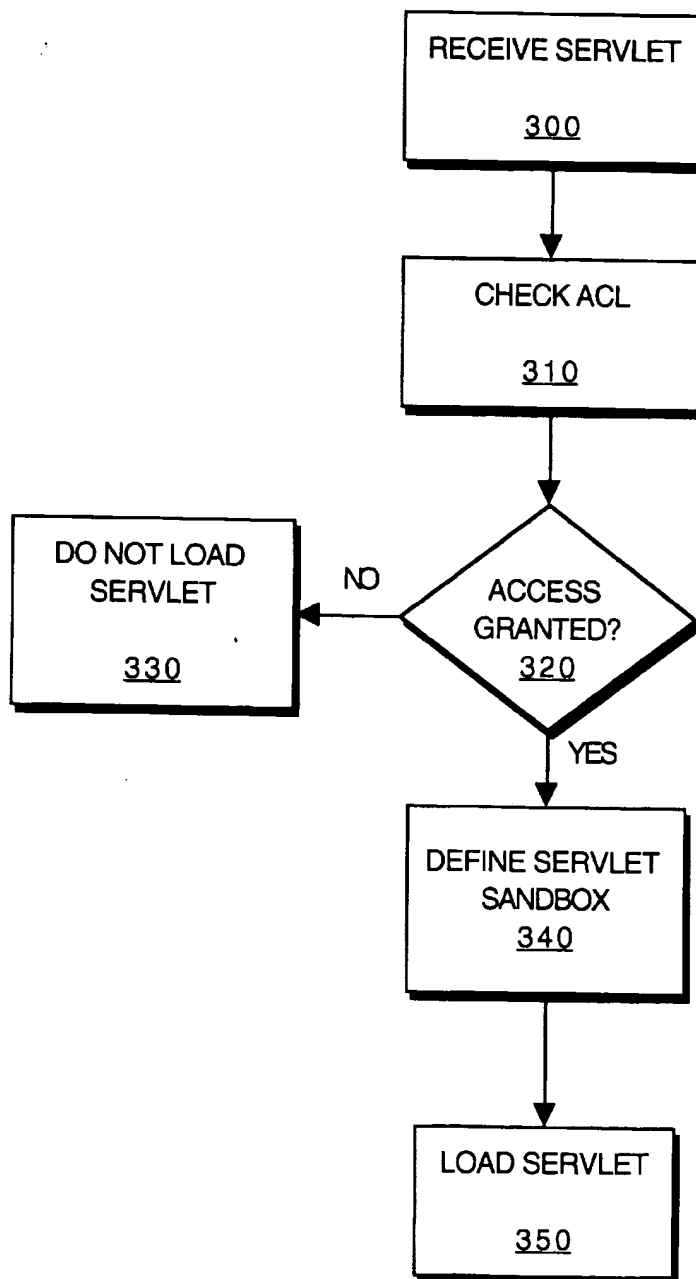 RECEIVE SERVLET
300
CHECK ACL
310
ACCESS
GRANTED?
320
NO
DO NOT LOAD
SERVLET
330
YES
DEFINE SERVLET
SANDBOX
340
LOAD SERVLET
350